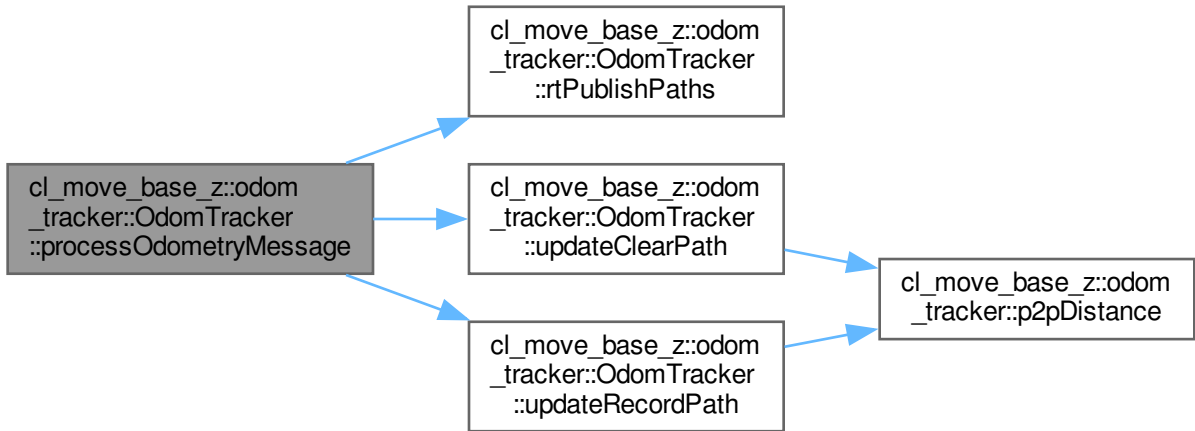 cl_move_base_z::odom
_tracker::OdomTracker
::processOdometryMessage
cl_move_base_z::odom
_tracker::OdomTracker
::rtPublishPaths
cl_move_base_z::odom
_tracker::OdomTracker
::updateClearPath
cl_move_base_z::odom
_tracker::OdomTracker
::updateRecordPath
cl_move_base_z::odom
_tracker::p2pDistance